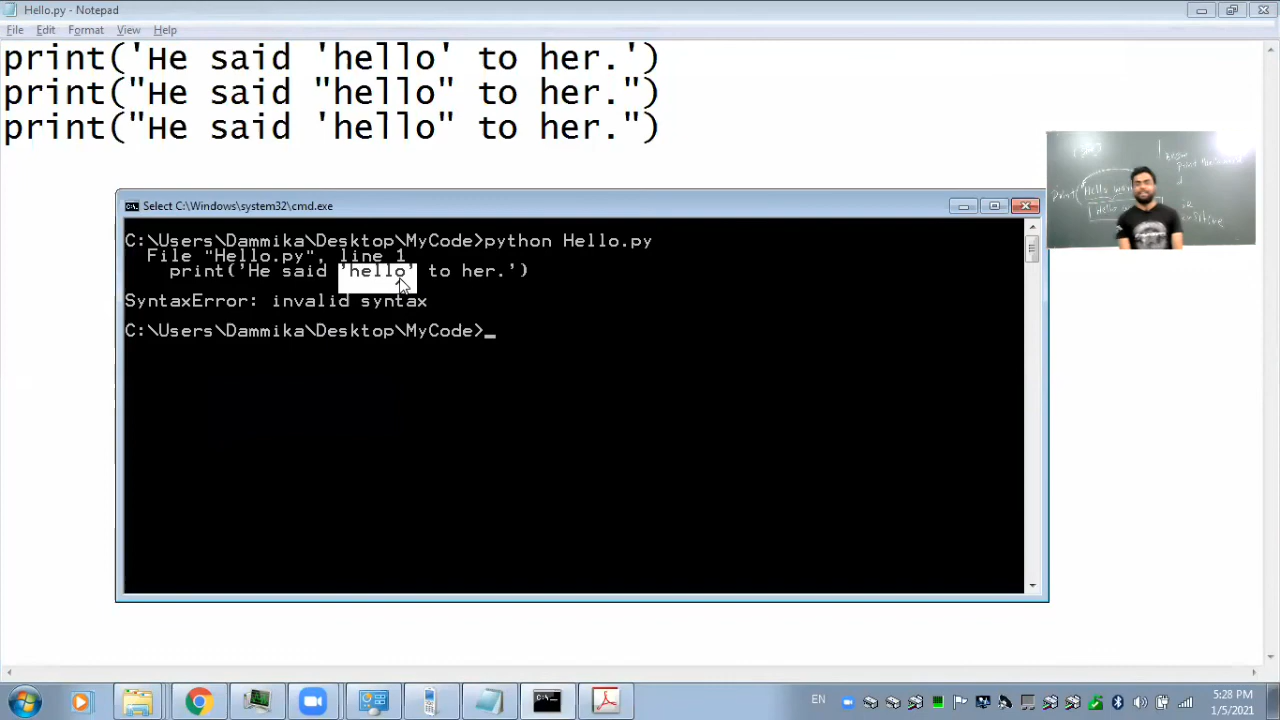 Hello.py - Notepad
File Edit Format View Help
print('He said 'hello' to her.')
print("He said "hello" to her.")
print("He said 'hello" to her.")
Select C:\Windows\system32\cmd.exe
C:\Users\Dammika\Desktop\MyCode>python Hello.py
File "Hello.py", line 1
print('He said 'hello' to her.')
SyntaxError: invalid syntax
C:\Users\Dammika\Desktop\MyCode>_
print(
Hello
Hello
EN
5:28 PM
1/5/2021